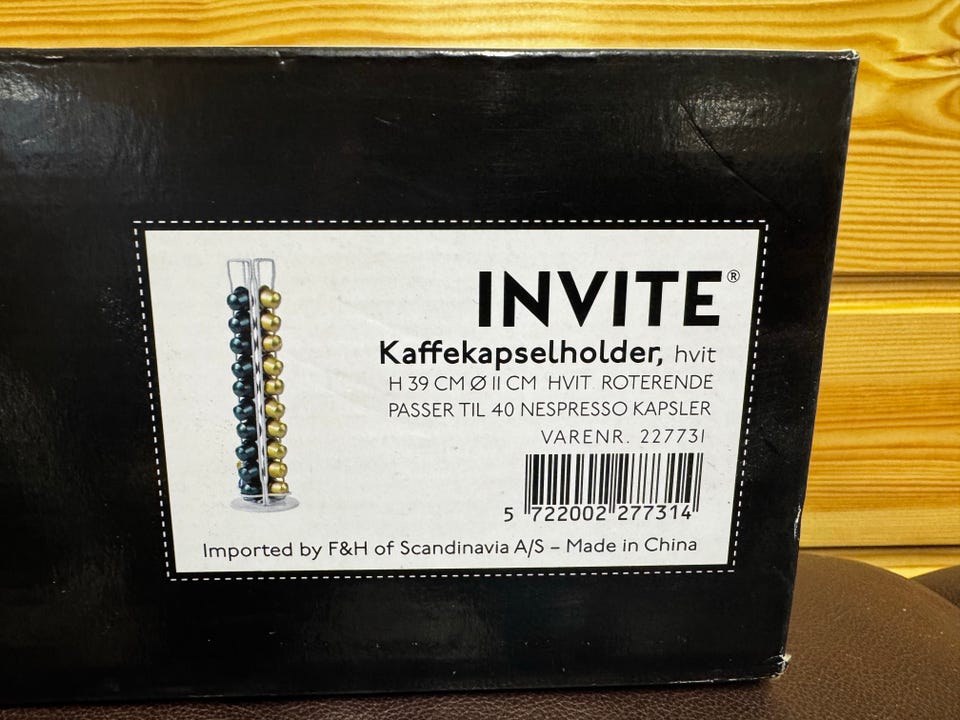 INVITE®
Kaffekapselholder, hvit
H 39 CM Ø 11 CM HVIT ROTERENDE
PASSER TIL 40 NESPRESSO KAPSLER
VARENR. 227731
5 722002 277314
Imported by F&H of Scandinavia A/S – Made in China